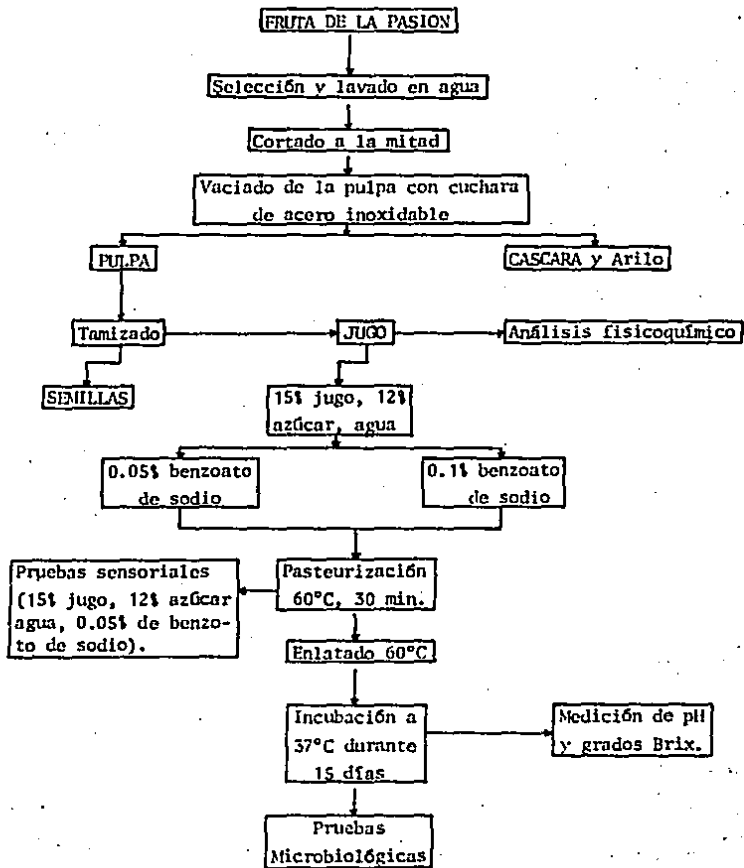 FRUTA DE LA PASION
Selección y lavado en agua
Cortado a la mitad
Vaciado de la pulpa con cuchara
de acero inoxidable
PULPA
CASCARA y Arilo
Tamizado
JUGO
Análisis fisicoquímico
SEMILLAS
15% jugo, 12%
azúcar, agua
0.05% benzoato
de sodio
0.1% benzoato
de sodio
Pruebas sensoriales
(15% jugo, 12% azúcar
agua, 0.05% de benzo-
to de sodio).
Pasteurización
60°C, 30 min.
Enlatado 60°C
Incubación a
37°C durante
15 días
Medición de pH
y grados Brix.
Pruebas
Microbiológicas